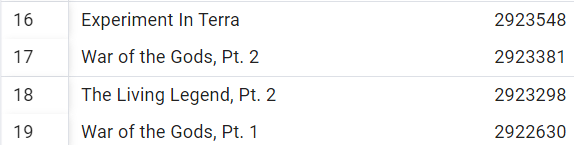 16 Experiment In Terra 2923548
17 War of the Gods, Pt. 2 2923381
18 The Living Legend, Pt. 2 2923298
19 War of the Gods, Pt. 1 2922630